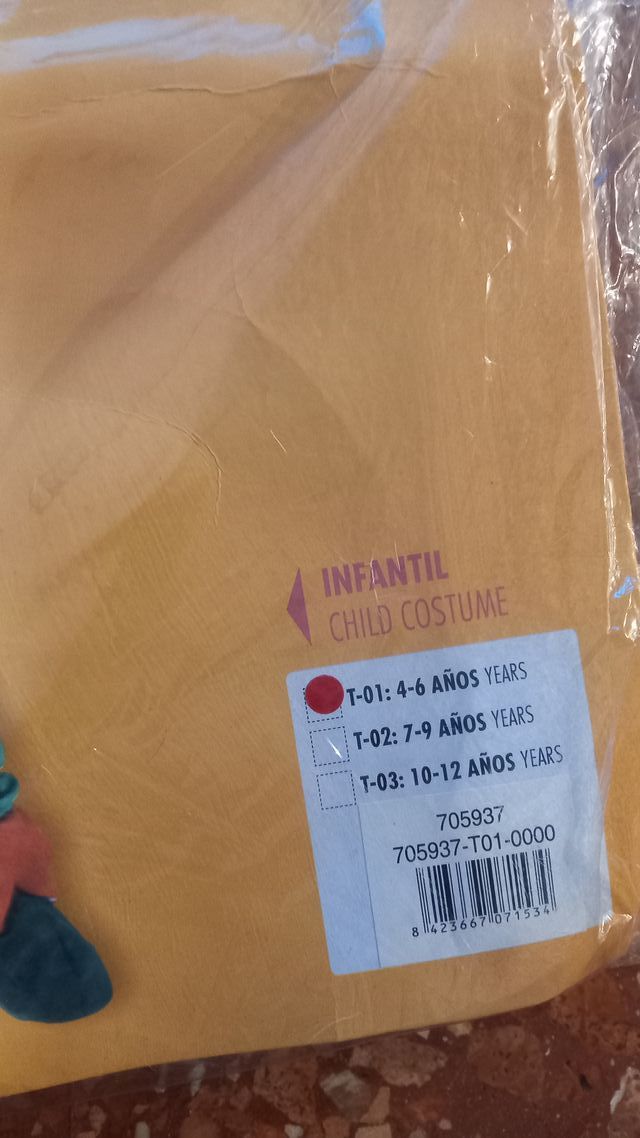 INFANTIL
CHILD COSTUME
T-01: 4-6 AÑOS YEARS
T-02: 7-9 AÑOS YEARS
T-03: 10-12 AÑOS YEARS
705937
705937-T01-0000
8 423667 071534